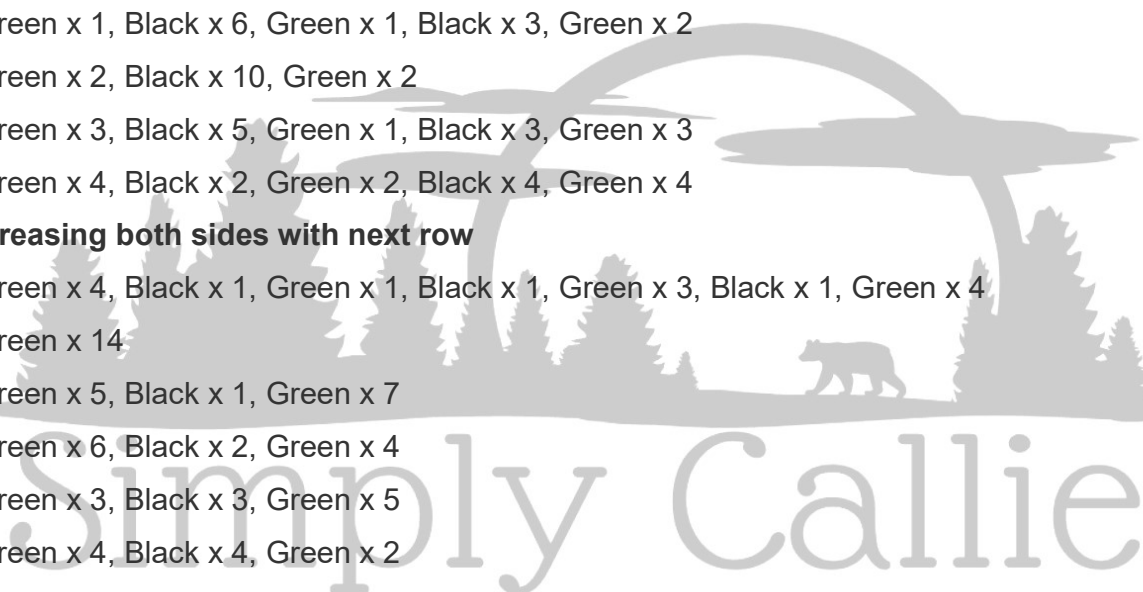 reen x 1, Black x 6, Green x 1, Black x 3, Green x 2
reen x 2, Black x 10, Green x 2
reen x 3, Black x 5, Green x 1, Black x 3, Green x 3
reen x 4, Black x 2, Green x 2, Black x 4, Green x 4
reasing both sides with next row
reen x 4, Black x 1, Green x 1, Black x 1, Green x 3, Black x 1, Green x 4
reen x 14
reen x 5, Black x 1, Green x 7
reen x 6, Black x 2, Green x 4
reen x 3, Black x 3, Green x 5
reen x 4, Black x 4, Green x 2
Simply Callie